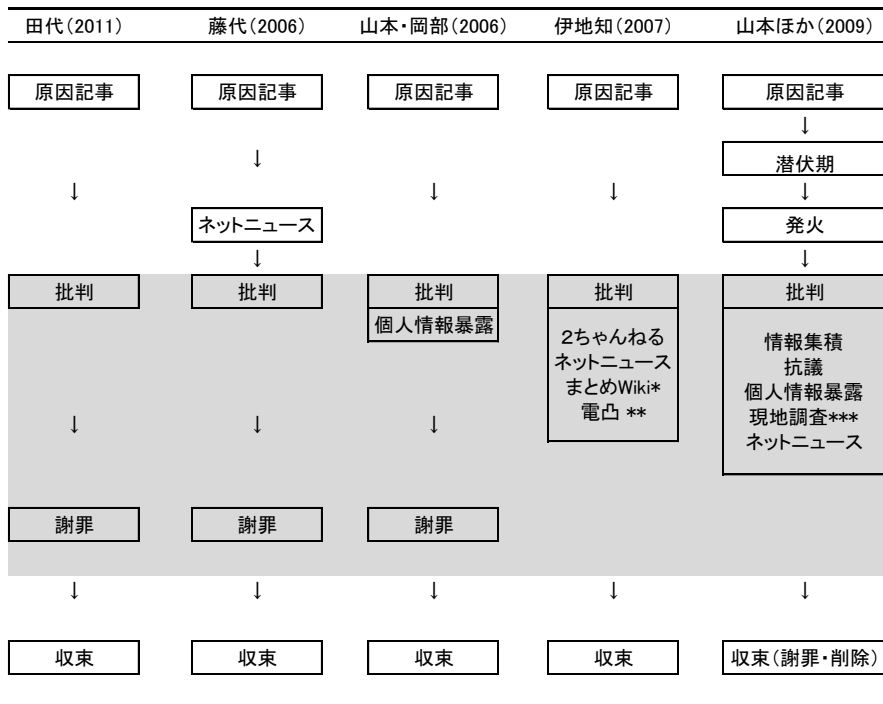 田代（2011） 藤代（2006） 山本・岡部（2006） 伊地知（2007） 山本ほか（2009）
原因記事 原因記事 原因記事 原因記事 原因記事
↓
↓ 潜伏期
↓ ↓ ↓ ↓
ネットニュース 発火
↓ ↓
批判 批判 批判 批判 批判
個人情報暴露
2ちゃんねる
ネットニュース
まとめWiki*
電凸 **
情報集積
抗議
個人情報暴露
現地調査***
ネットニュース
↓ ↓ ↓
謝罪 謝罪 謝罪
↓ ↓ ↓ ↓ ↓
収束 収束 収束 収束 収束（謝罪・削除）